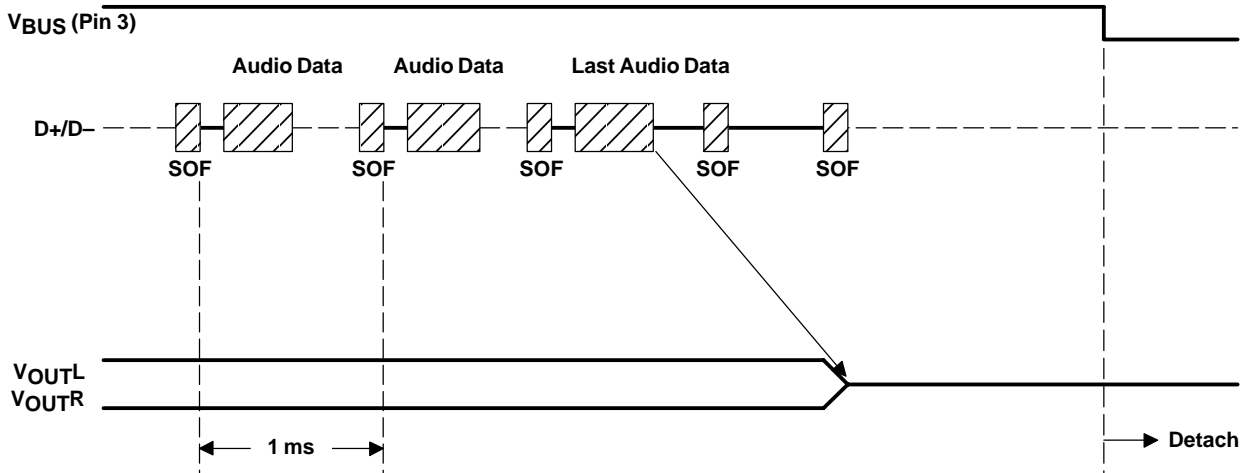 VBUS (Pin 3)
Audio Data Audio Data Last Audio Data
D+/D–
SOF SOF SOF SOF SOF
VOUTL
VOUTR
1 ms
Detach